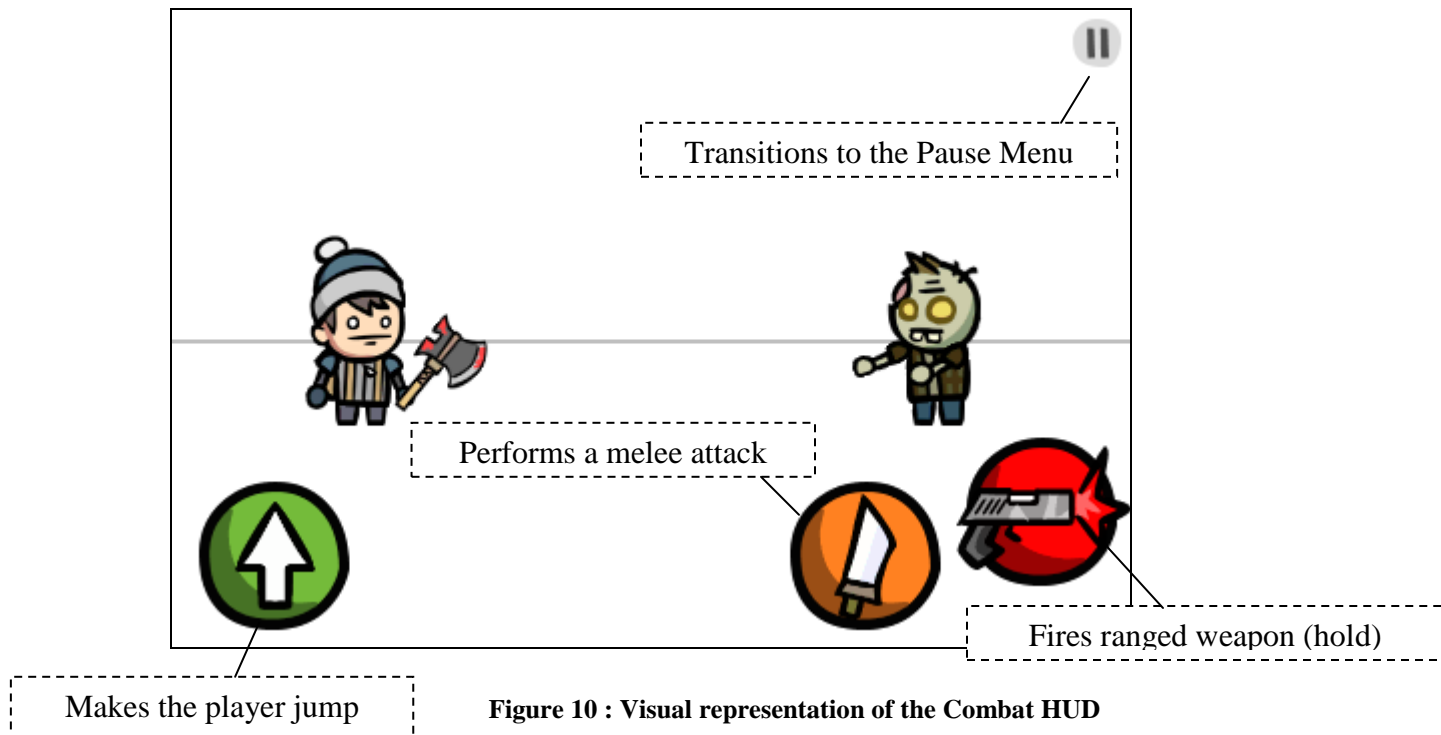 Transitions to the Pause Menu
Performs a melee attack
Fires ranged weapon (hold)
Makes the player jump
Figure 10 : Visual representation of the Combat HUD